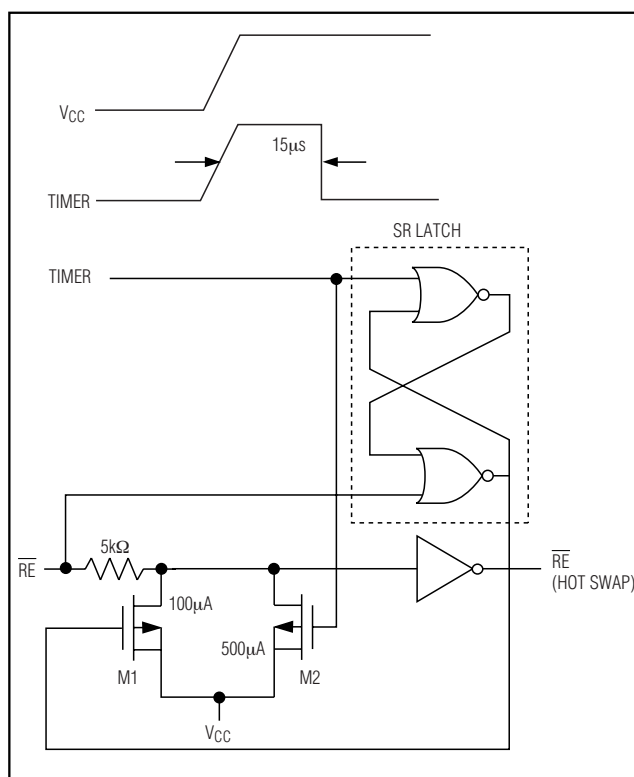 VCC
15μs
TIMER
SR LATCH
TIMER
5kΩ
RE
RE
(HOT SWAP)
100μA
500μA
M1
M2
VCC